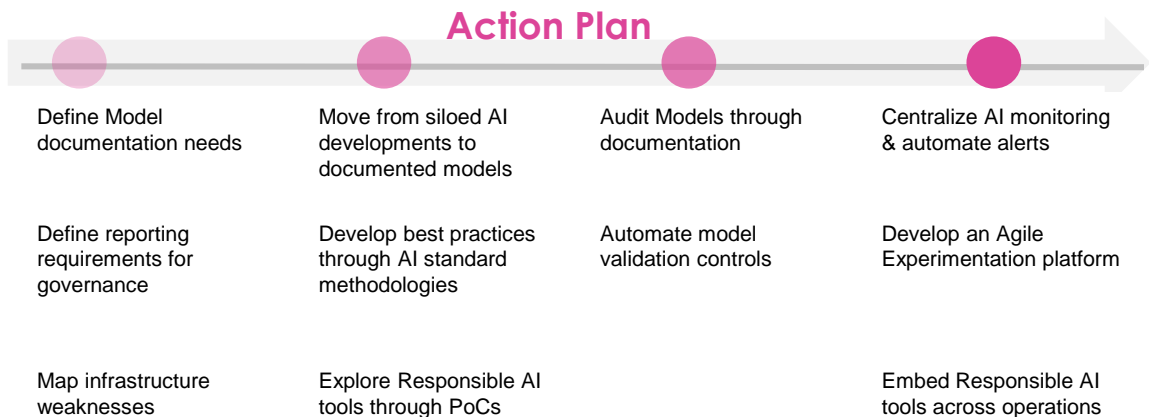 Action Plan
Define Model
documentation needs
Move from siloed AI
developments to
documented models
Audit Models through
documentation
Centralize AI monitoring
& automate alerts
Define reporting
requirements for
governance
Develop best practices
through AI standard
methodologies
Automate model
validation controls
Develop an Agile
Experimentation platform
Map infrastructure
weaknesses
Explore Responsible AI
tools through PoCs
Embed Responsible AI
tools across operations